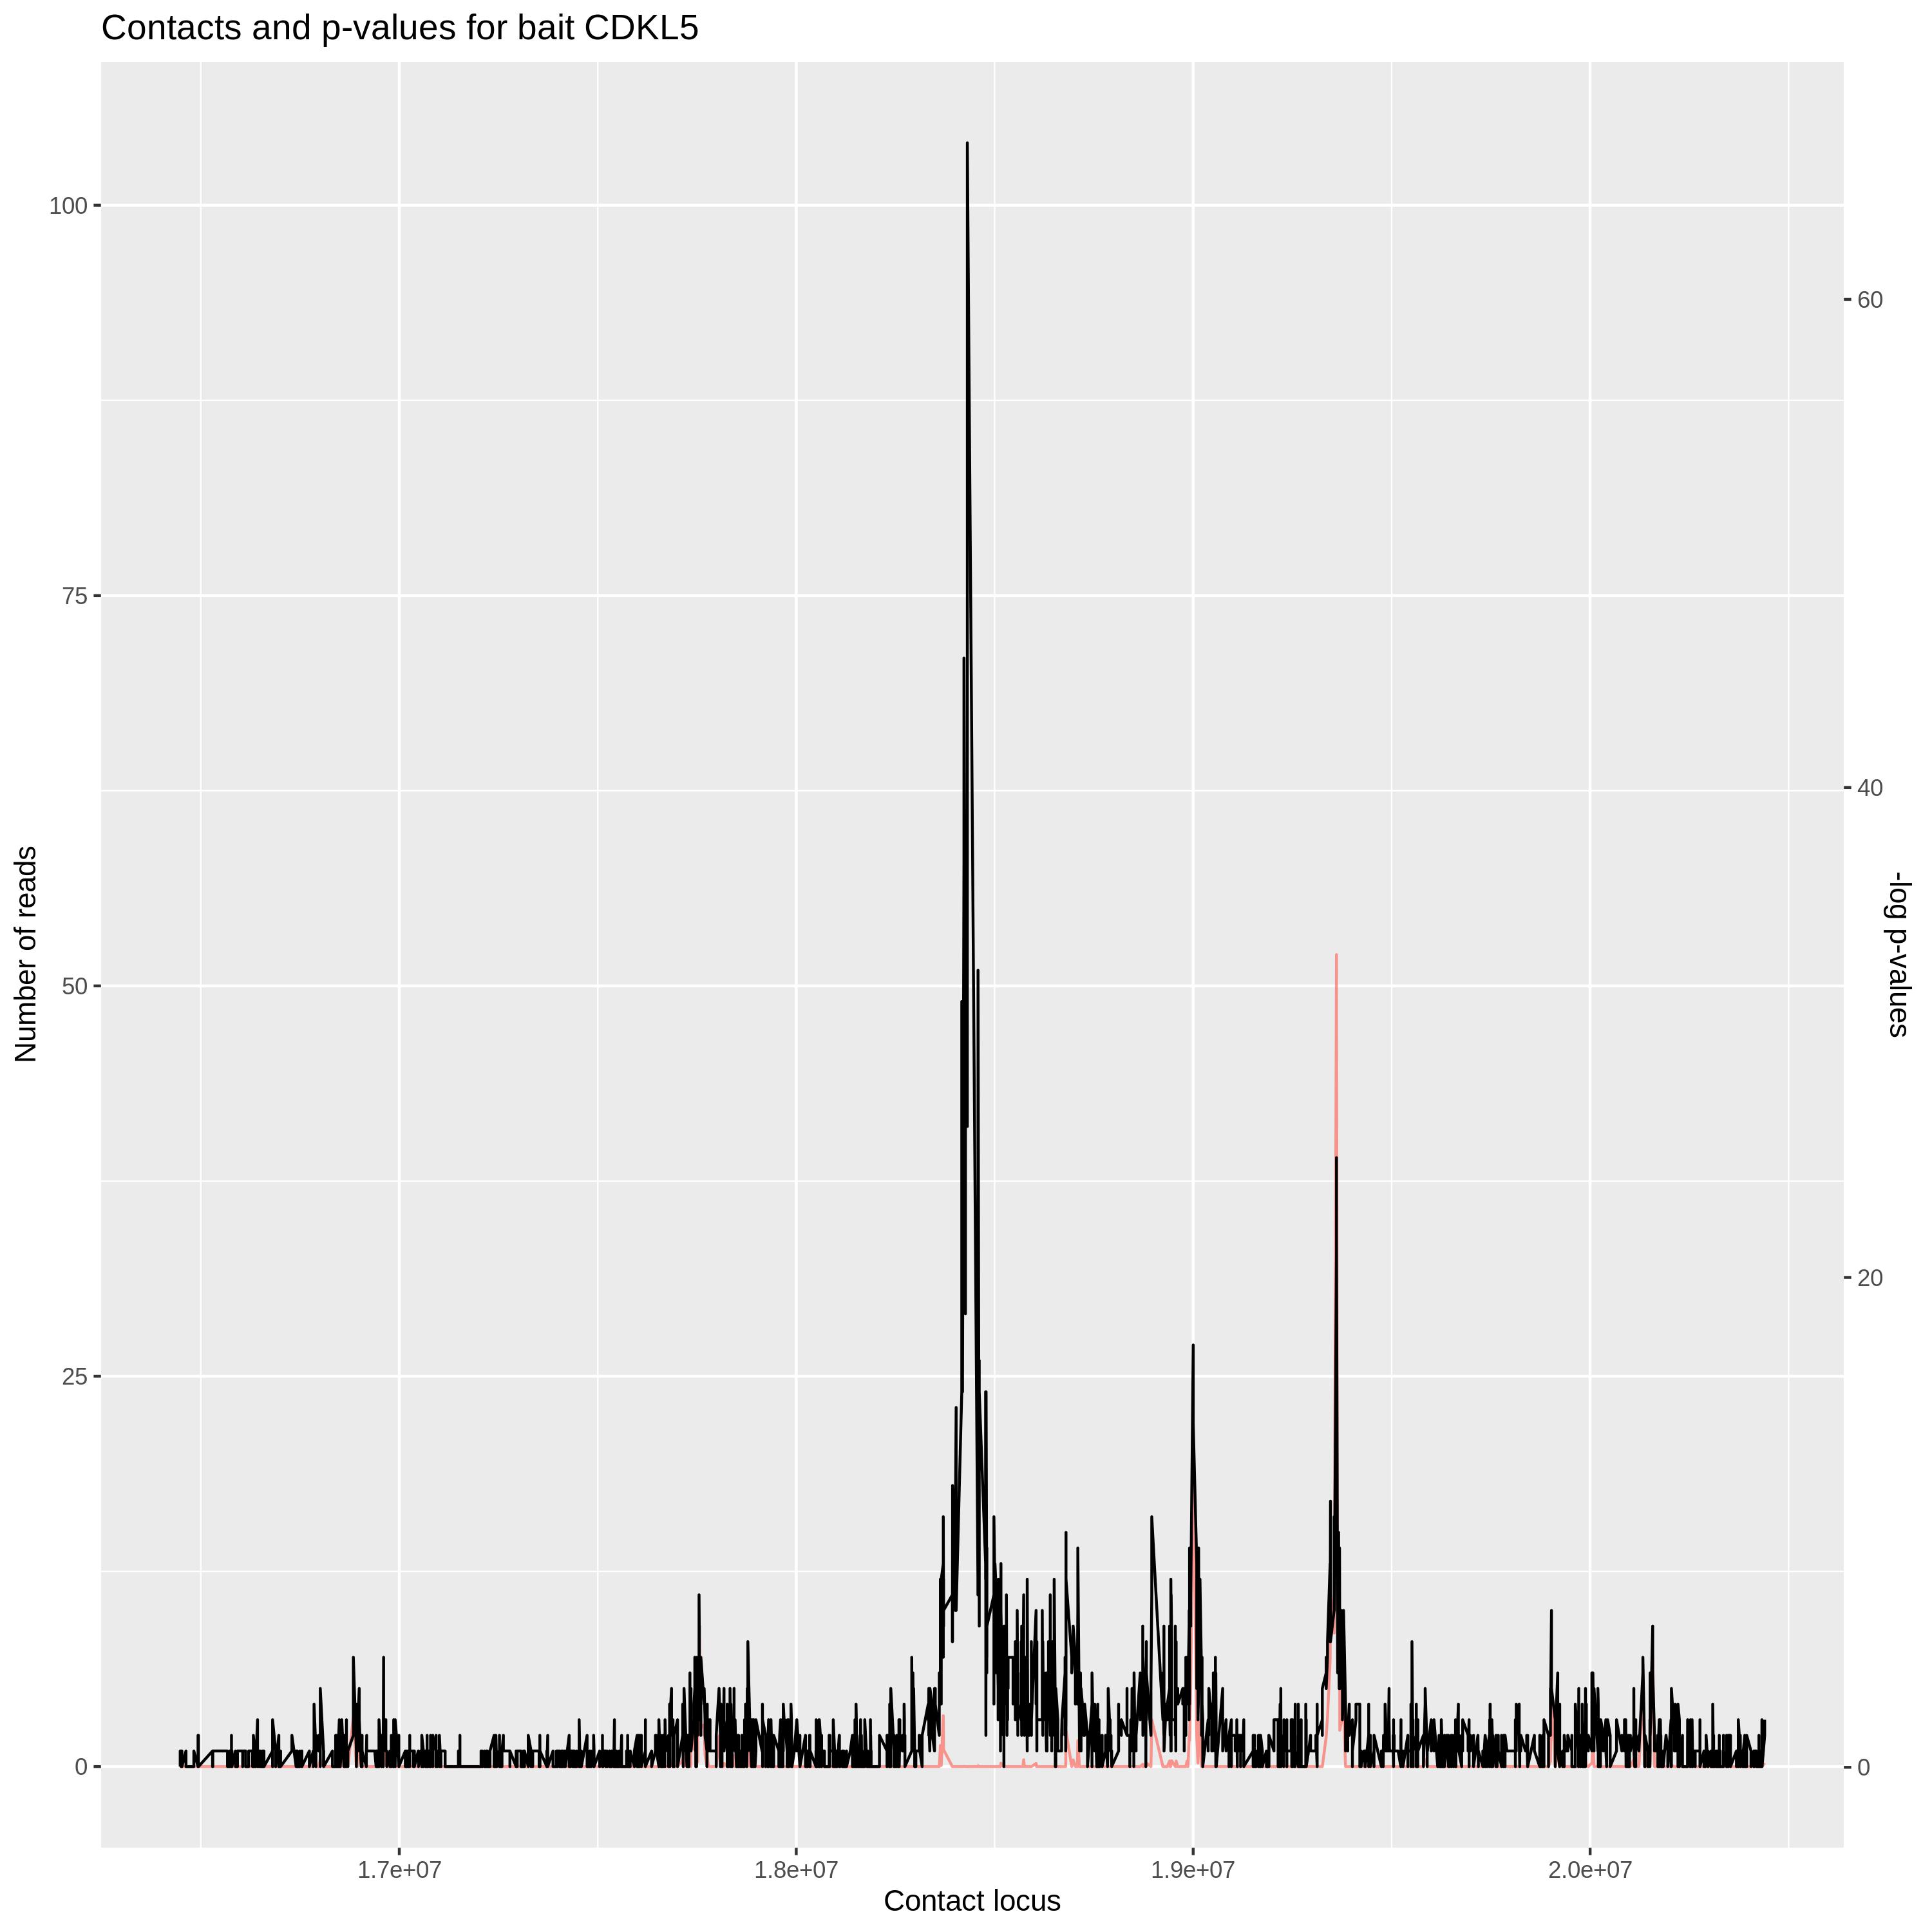 Contacts and p-values for bait CDKL5
100
75
50
25
0
Number of reads
60
40
20
0
-log p-values
1.7e+07 1.8e+07 1.9e+07 2.0e+07
Contact locus